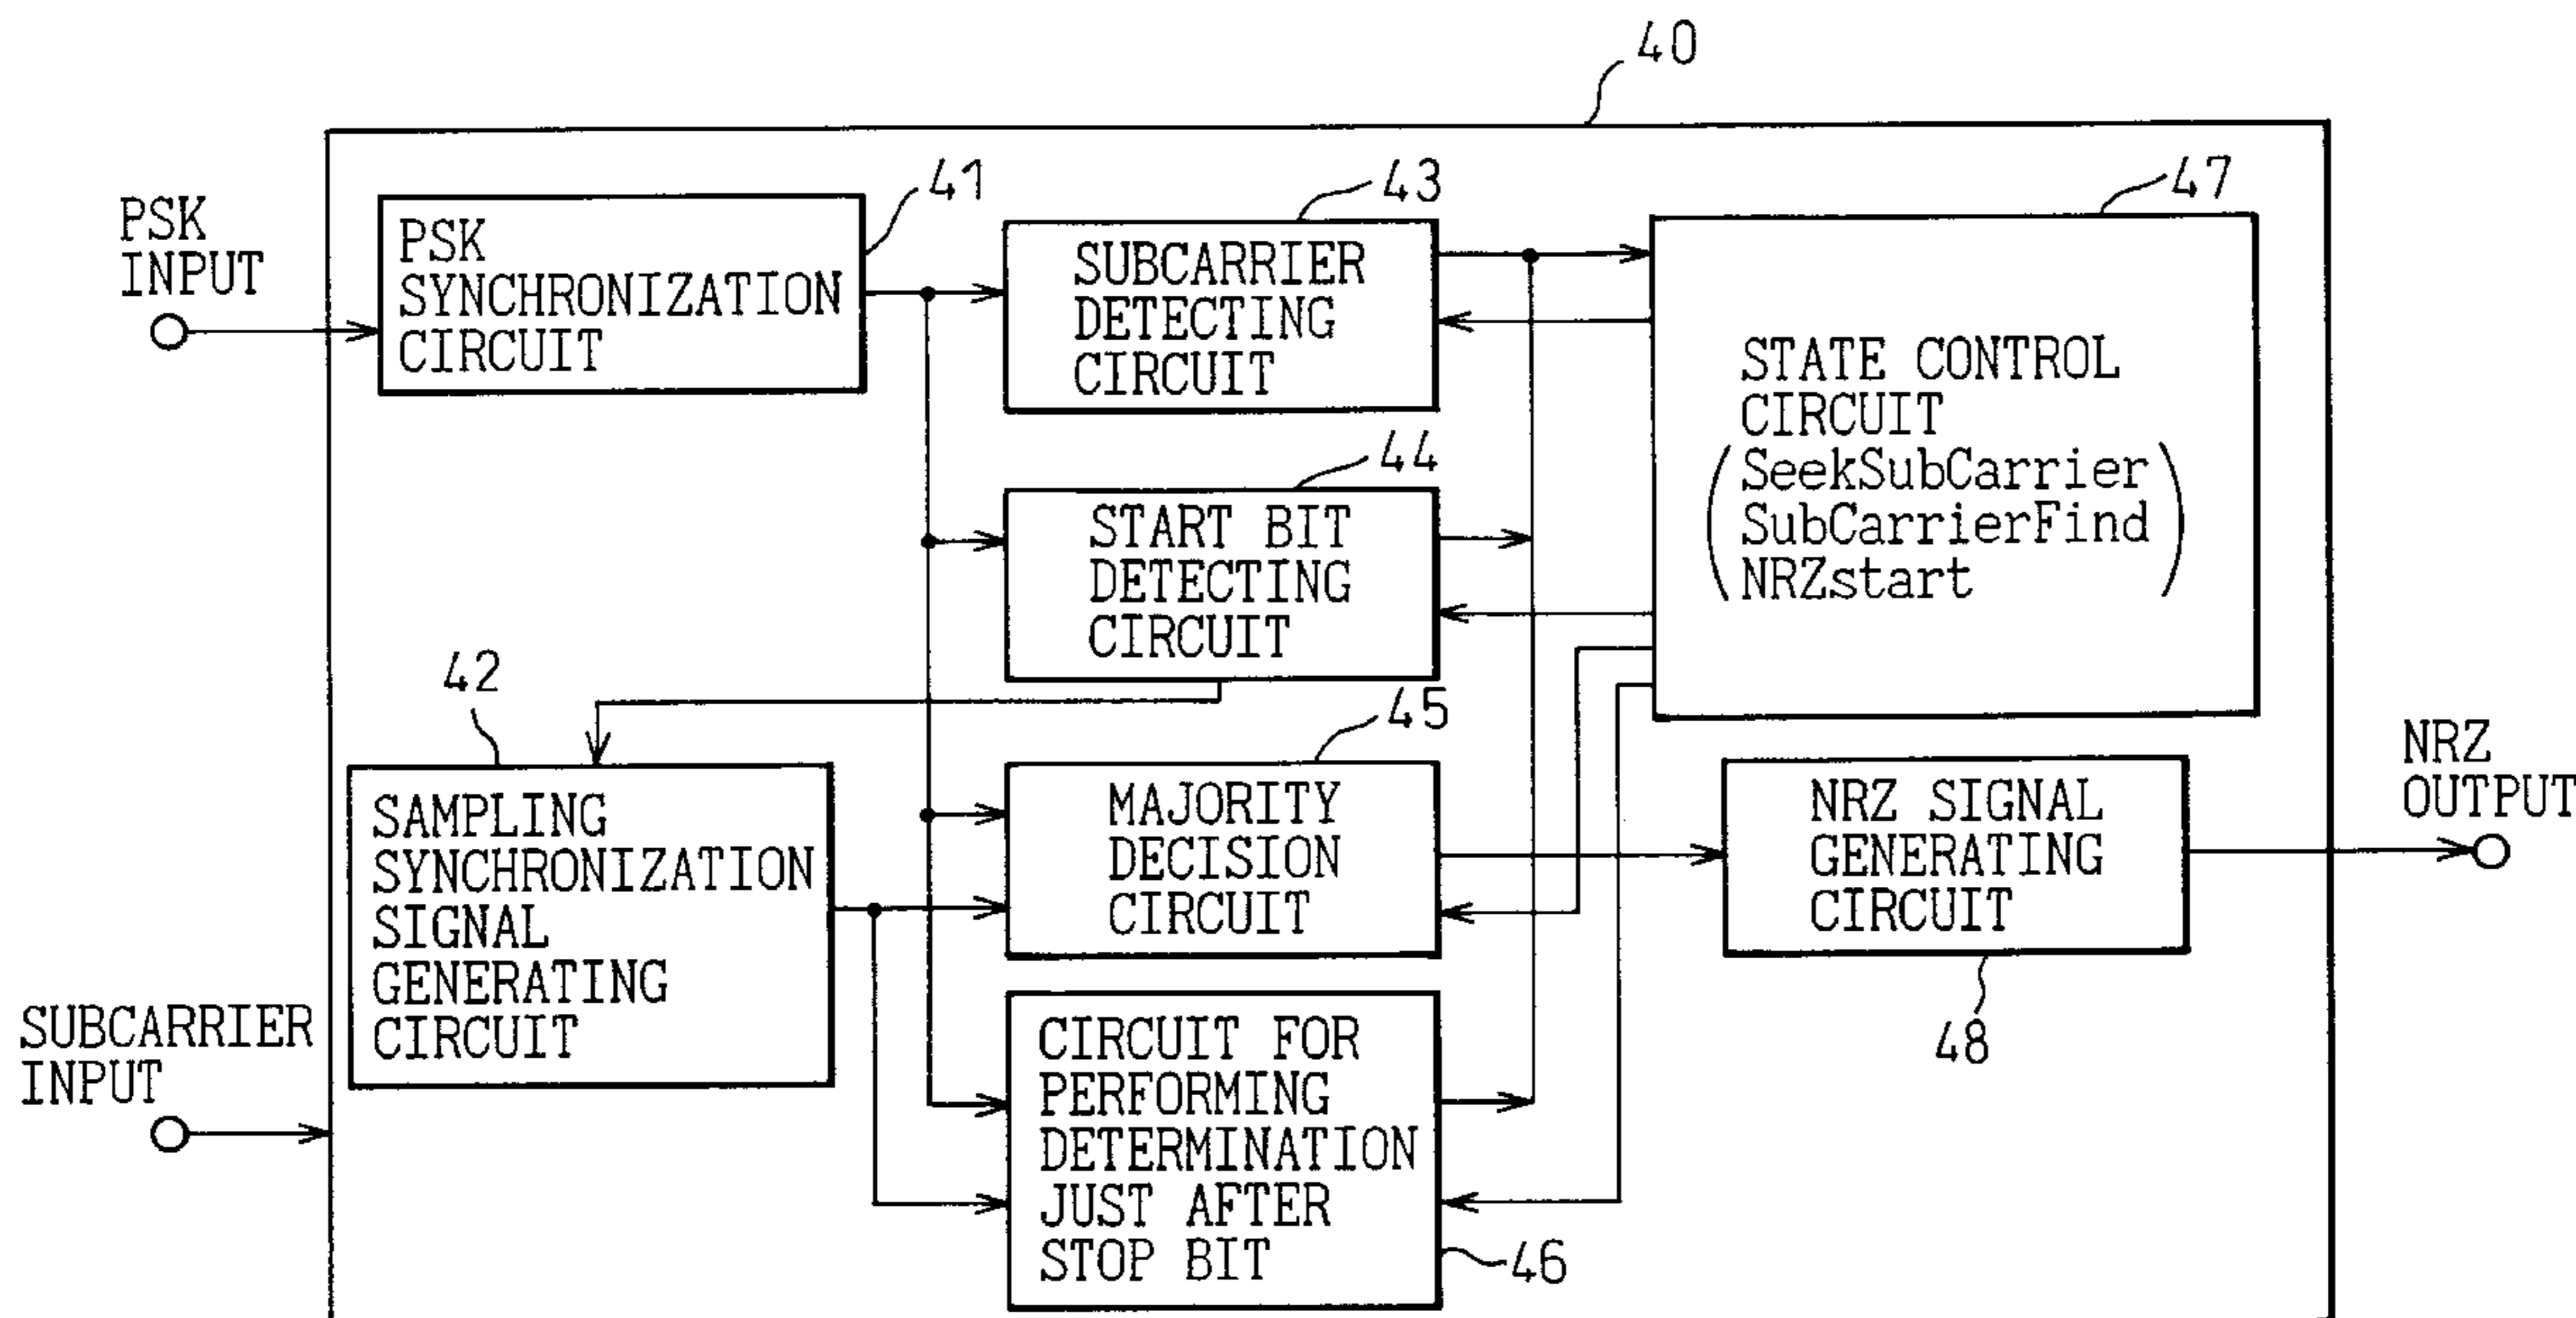 40
PSK
INPUT
41
PSK
SYNCHRONIZATION
CIRCUIT
43
SUBCARRIER
DETECTING
CIRCUIT
47
STATE CONTROL
CIRCUIT
(SeekSubCarrier
SubCarrierFind
NRZstart)
44
START BIT
DETECTING
CIRCUIT
42
SAMPLING
SYNCHRONIZATION
SIGNAL
GENERATING
CIRCUIT
45
MAJORITY
DECISION
CIRCUIT
NRZ SIGNAL
GENERATING
CIRCUIT
48
NRZ
OUTPUT
SUBCARRIER
INPUT
CIRCUIT FOR
PERFORMING
DETERMINATION
JUST AFTER
STOP BIT
46